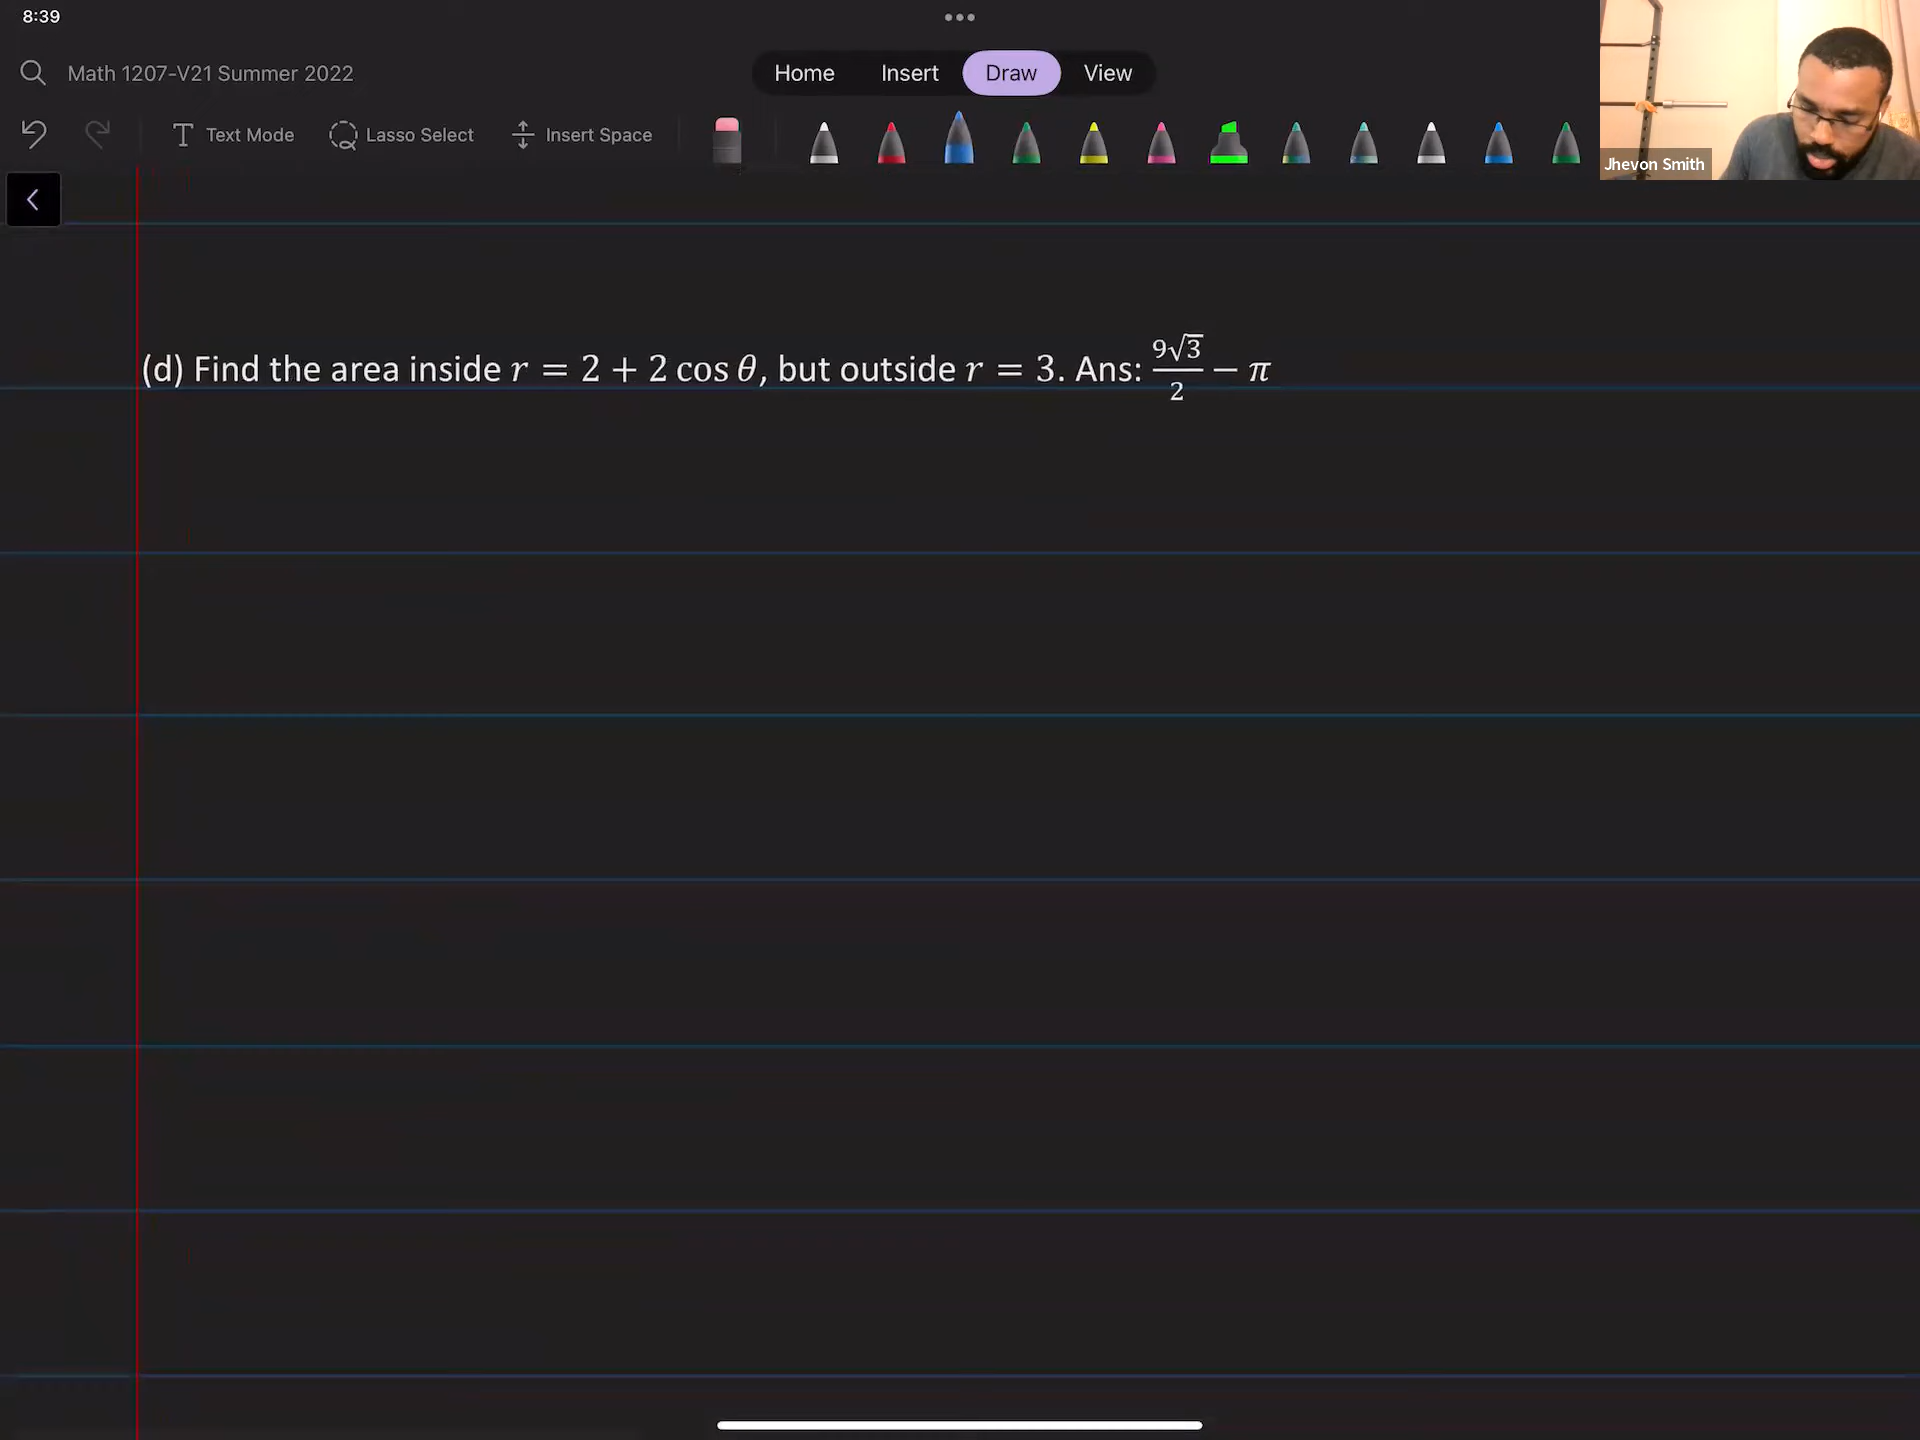 8:39
Math 1207-V21 Summer 2022
Home Insert Draw View
Text Mode Lasso Select Insert Space
Jhevon Smith
(d) Find the area inside r = 2 + 2 cos θ, but outside r = 3. Ans: 9√3/2 − π